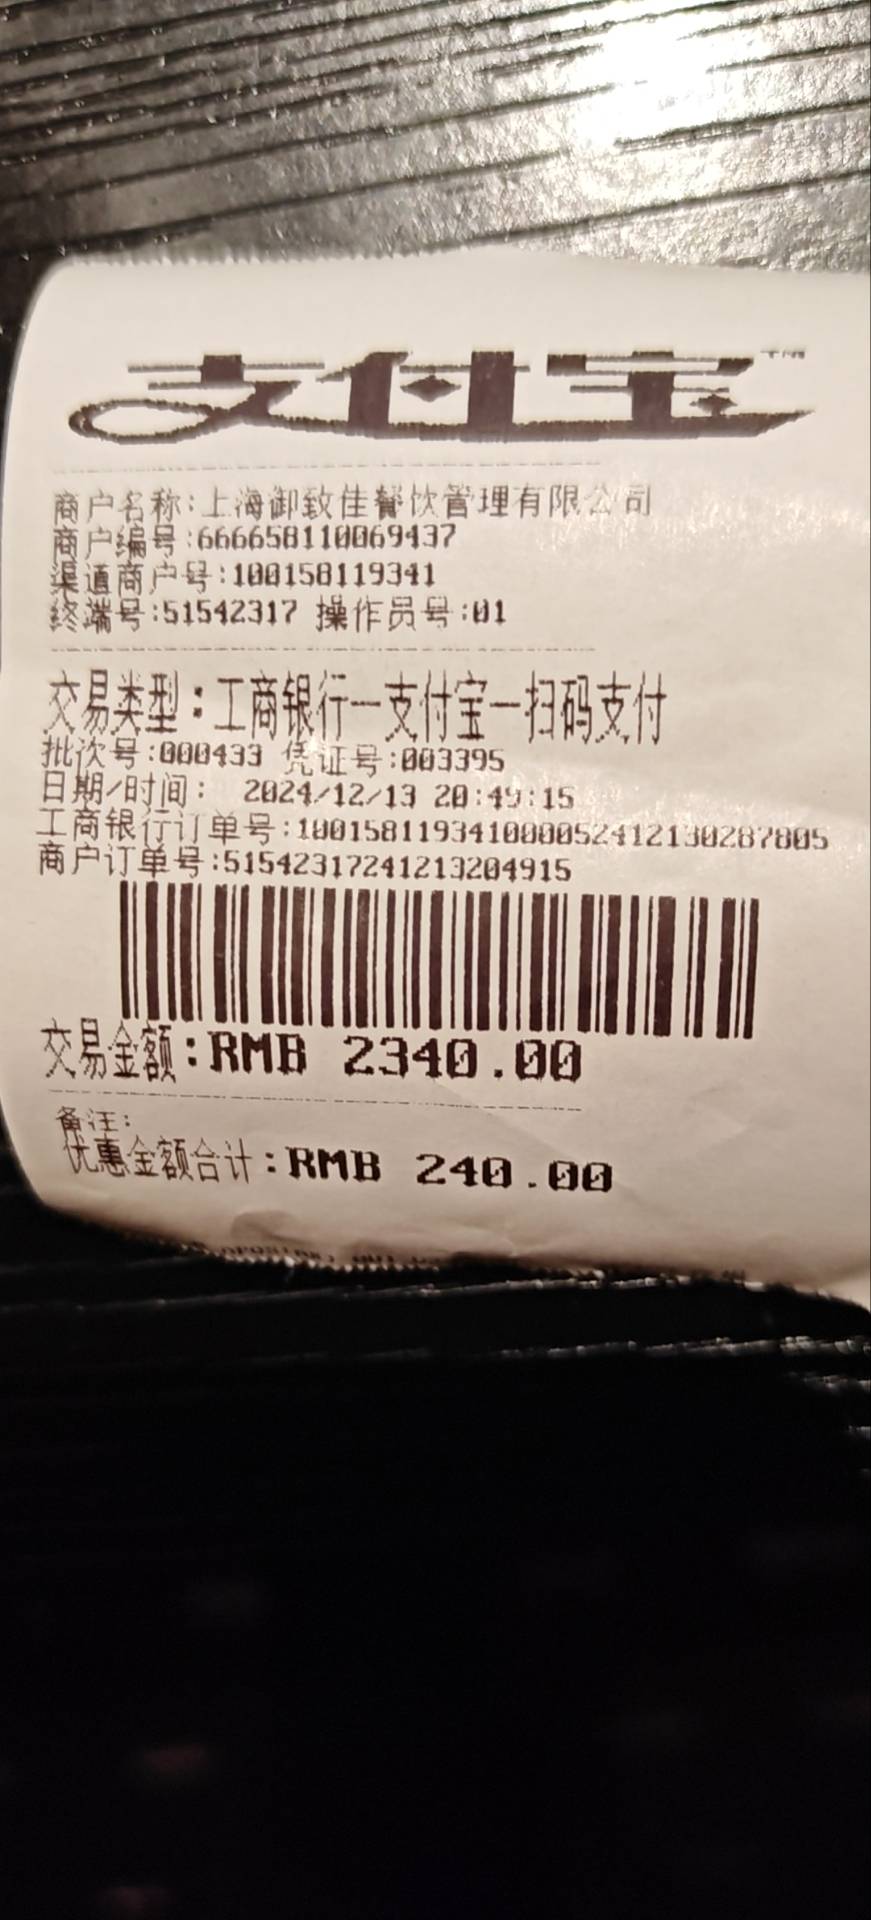 支付宝
商户名称:上海御致佳餐饮管理有限公司
商户编号:666658110069437
渠道商户号:100158119341
终端号:51542317 操作员号:01
交易类型:工商银行-支付宝-扫码支付
批次号:000433 凭证号:003395
日期/时间: 2024/12/13 20:49:15
工商银行订单号:100158119341000052412130287805
商户订单号:51542317241213204915
交易金额:RMB 2340.00
备注:
优惠金额合计:RMB 240.00